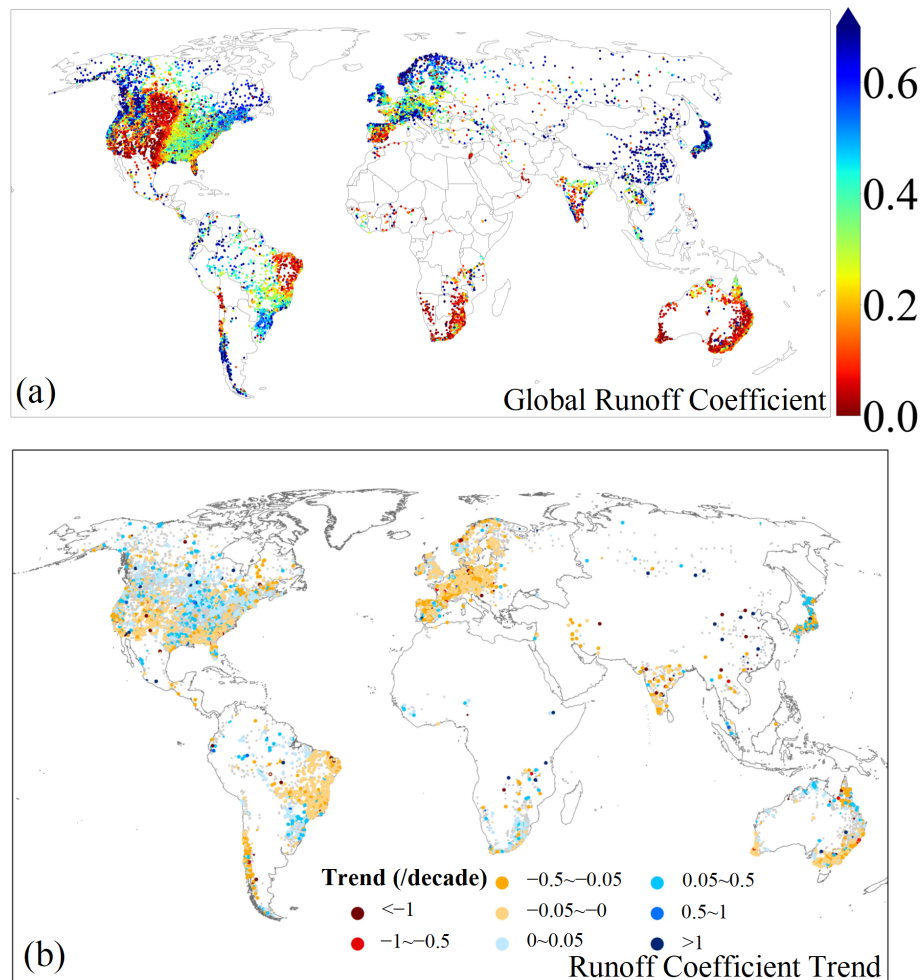 0.6
0.4
0.2
0.0
(a)
Global Runoff Coefficient
Trend (/decade)
<−1
−1~−0.5
−0.5~−0.05
−0.05~−0
0~0.05
0.05~0.5
0.5~1
>1
(b)
Runoff Coefficient Trend